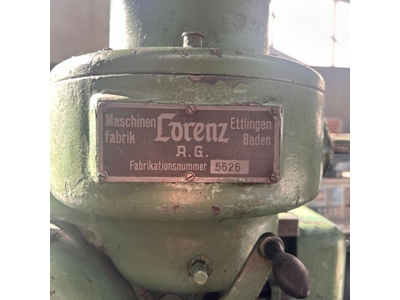 Maschinen Lorenz Ettlingen
fabrik Baden
A.G.
Fabrikationsnummer 5626